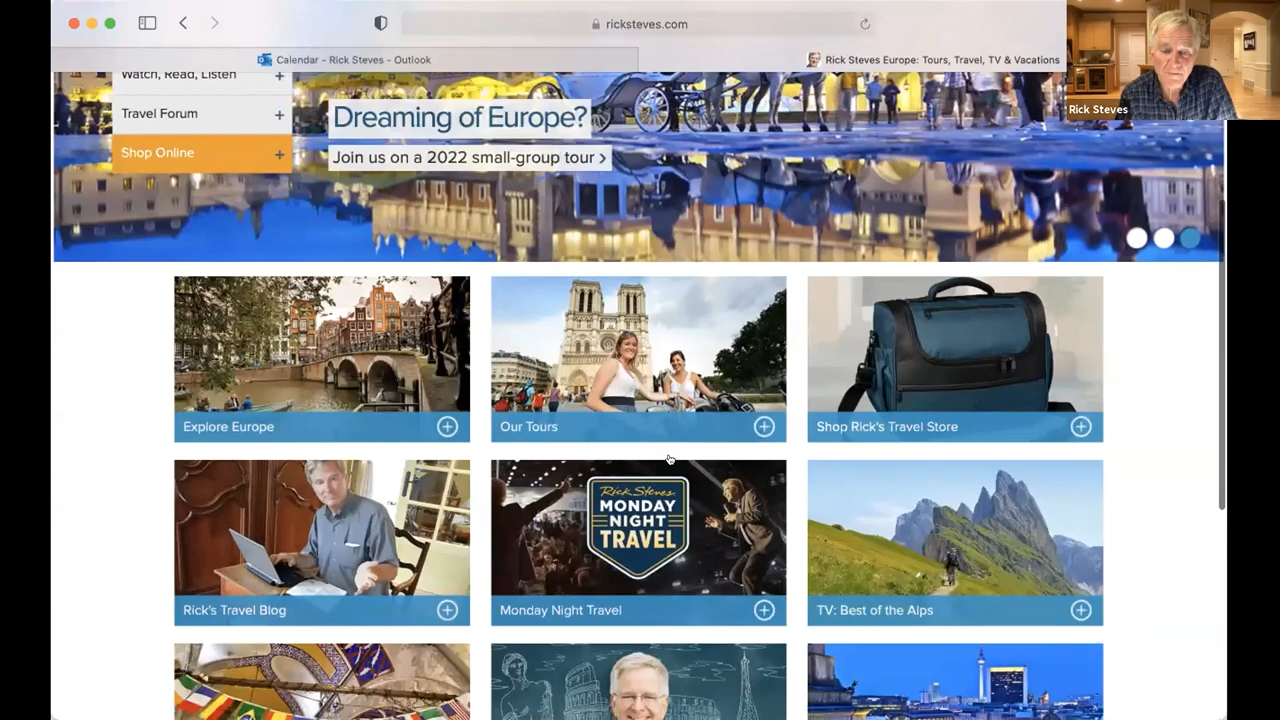 ricksteves.com
Calendar - Rick Steves - Outlook
Rick Steves Europe: Tours, Travel, TV & Vacations
Rick Steves
Watch, Read, Listen +
Travel Forum +
Shop Online +
Dreaming of Europe?
Join us on a 2022 small-group tour ›
Explore Europe
Our Tours
Shop Rick's Travel Store
Rick Steves
MONDAY
NIGHT
TRAVEL
Rick's Travel Blog
Monday Night Travel
TV: Best of the Alps